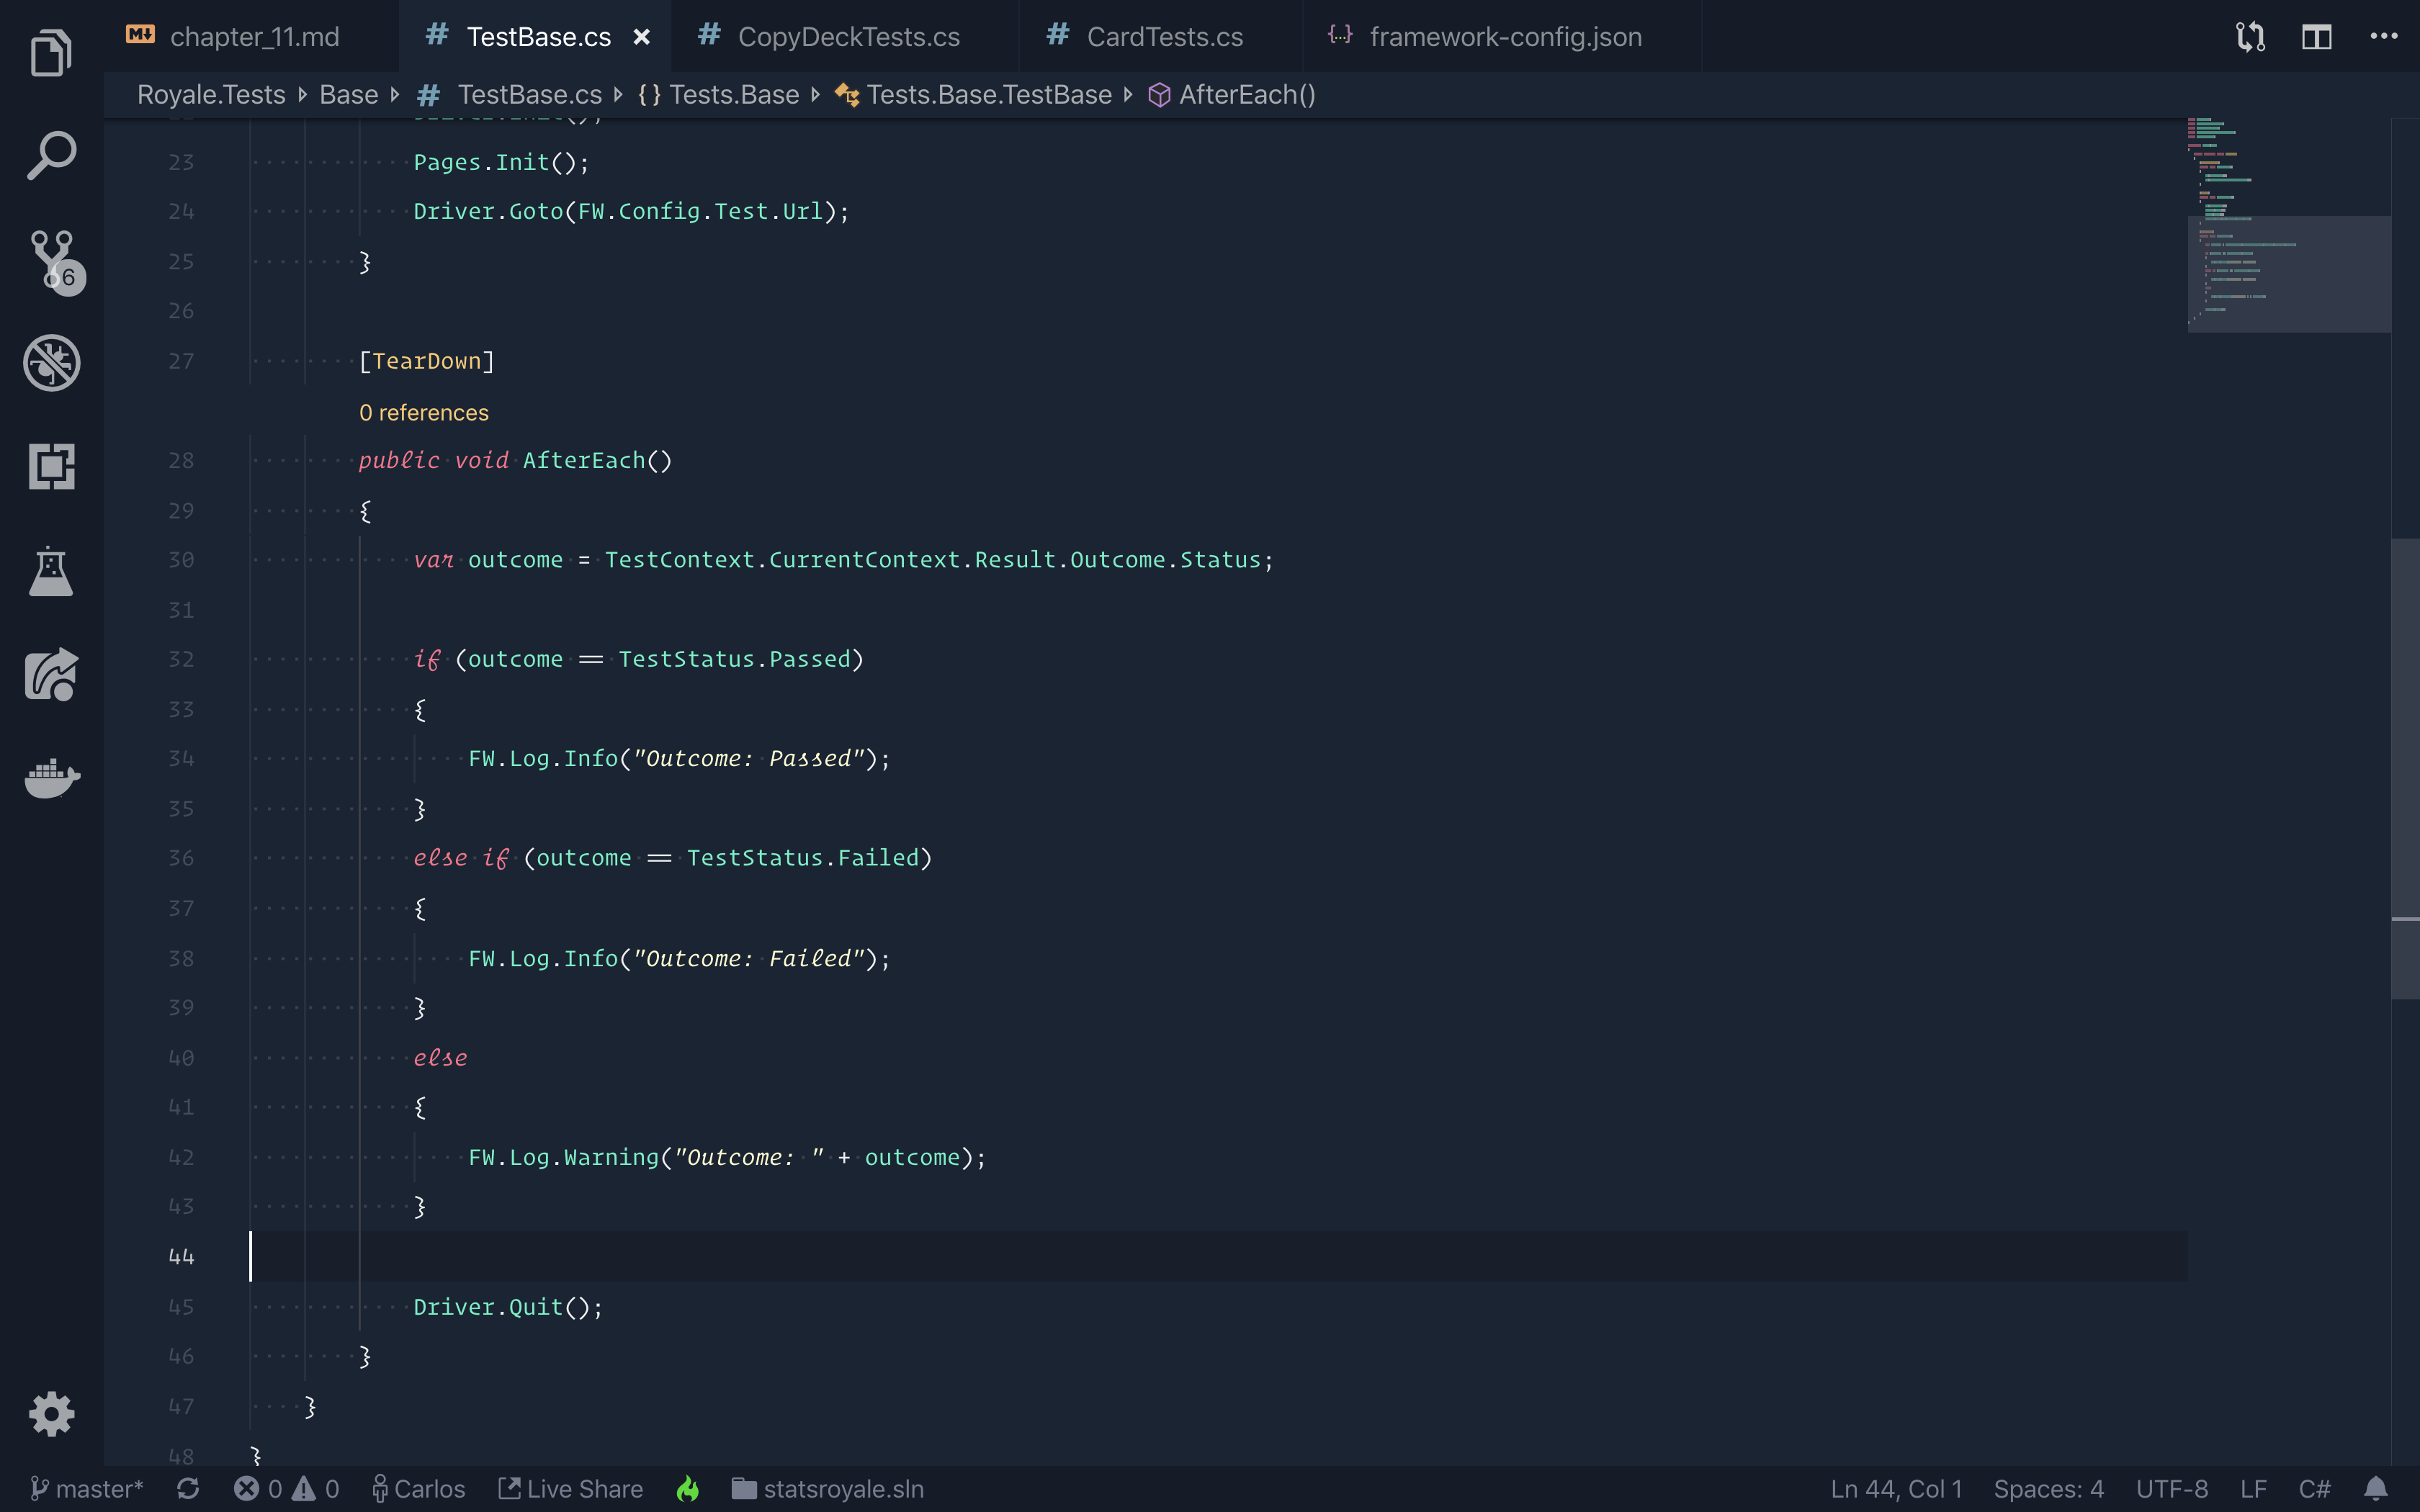 chapter_11.md
TestBase.cs
CopyDeckTests.cs
CardTests.cs
framework-config.json
Royale.Tests Base TestBase.cs {} Tests.Base Tests.Base.TestBase AfterEach()
23 Pages.Init();
24 Driver.Goto(FW.Config.Test.Url);
25 }
26
27 [TearDown]
0 references
28 public void AfterEach()
29 {
30 var outcome = TestContext.CurrentContext.Result.Outcome.Status;
31
32 if (outcome == TestStatus.Passed)
33 {
34 FW.Log.Info("Outcome: Passed");
35 }
36 else if (outcome == TestStatus.Failed)
37 {
38 FW.Log.Info("Outcome: Failed");
39 }
40 else
41 {
42 FW.Log.Warning("Outcome: " + outcome);
43 }
44
45 Driver.Quit();
46 }
47 }
48 }
6
master* 0 0 Carlos Live Share statsroyale.sln Ln 44, Col 1 Spaces: 4 UTF-8 LF C#